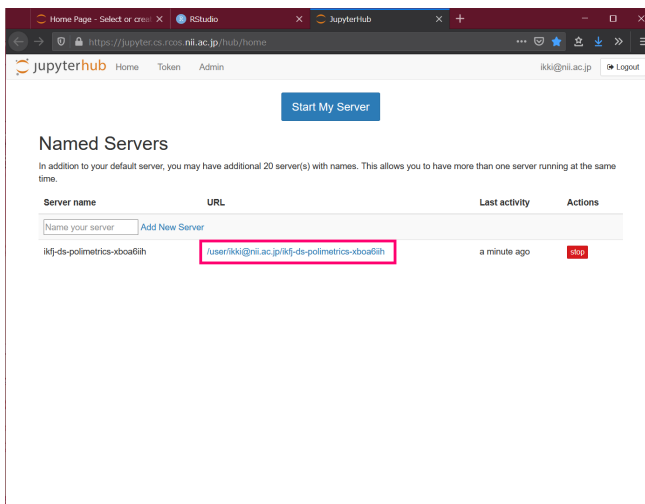 Home Page - Select or creat
RStudio
JupyterHub
https://jupyter.cs.rcos.nii.ac.jp/hub/home
jupyterhub Home Token Admin ikki@nii.ac.jp Logout
Start My Server
Named Servers
In addition to your default server, you may have additional 20 server(s) with names. This allows you to have more than one server running at the same
time.
Server name URL Last activity Actions
Name your server Add New Server
ikfj-ds-polimetrics-xboa6iih /user/ikki@nii.ac.jp/ikfj-ds-polimetrics-xboa6iih a minute ago stop